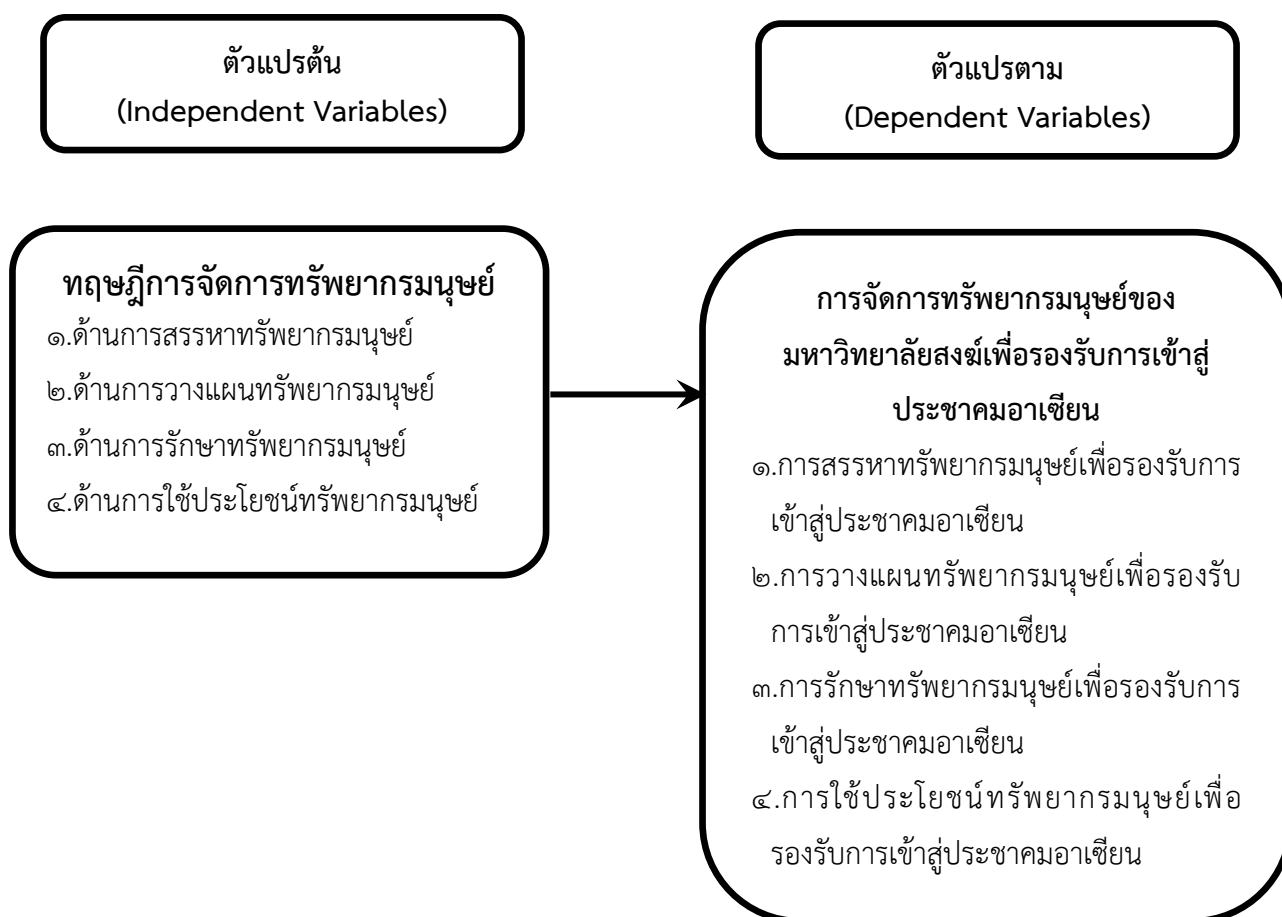 ตัวแปรต้น
(Independent Variables)
ตัวแปรตาม
(Dependent Variables)
ทฤษฎีการจัดการทรัพยากรมนุษย์
๑.ด้านการสรรหาทรัพยากรมนุษย์
๒.ด้านการวางแผนทรัพยากรมนุษย์
๓.ด้านการรักษาทรัพยากรมนุษย์
๔.ด้านการใช้ประโยชน์ทรัพยากรมนุษย์
การจัดการทรัพยากรมนุษย์ของ
มหาวิทยาลัยสงฆ์เพื่อรองรับการเข้าสู่
ประชาคมอาเซียน
๑.การสรรหาทรัพยากรมนุษย์เพื่อรองรับการ
เข้าสู่ประชาคมอาเซียน
๒.การวางแผนทรัพยากรมนุษย์เพื่อรองรับ
การเข้าสู่ประชาคมอาเซียน
๓.การรักษาทรัพยากรมนุษย์เพื่อรองรับการ
เข้าสู่ประชาคมอาเซียน
๔.การใช้ประโยชน์ทรัพยากรมนุษย์เพื่อ
รองรับการเข้าสู่ประชาคมอาเซียน